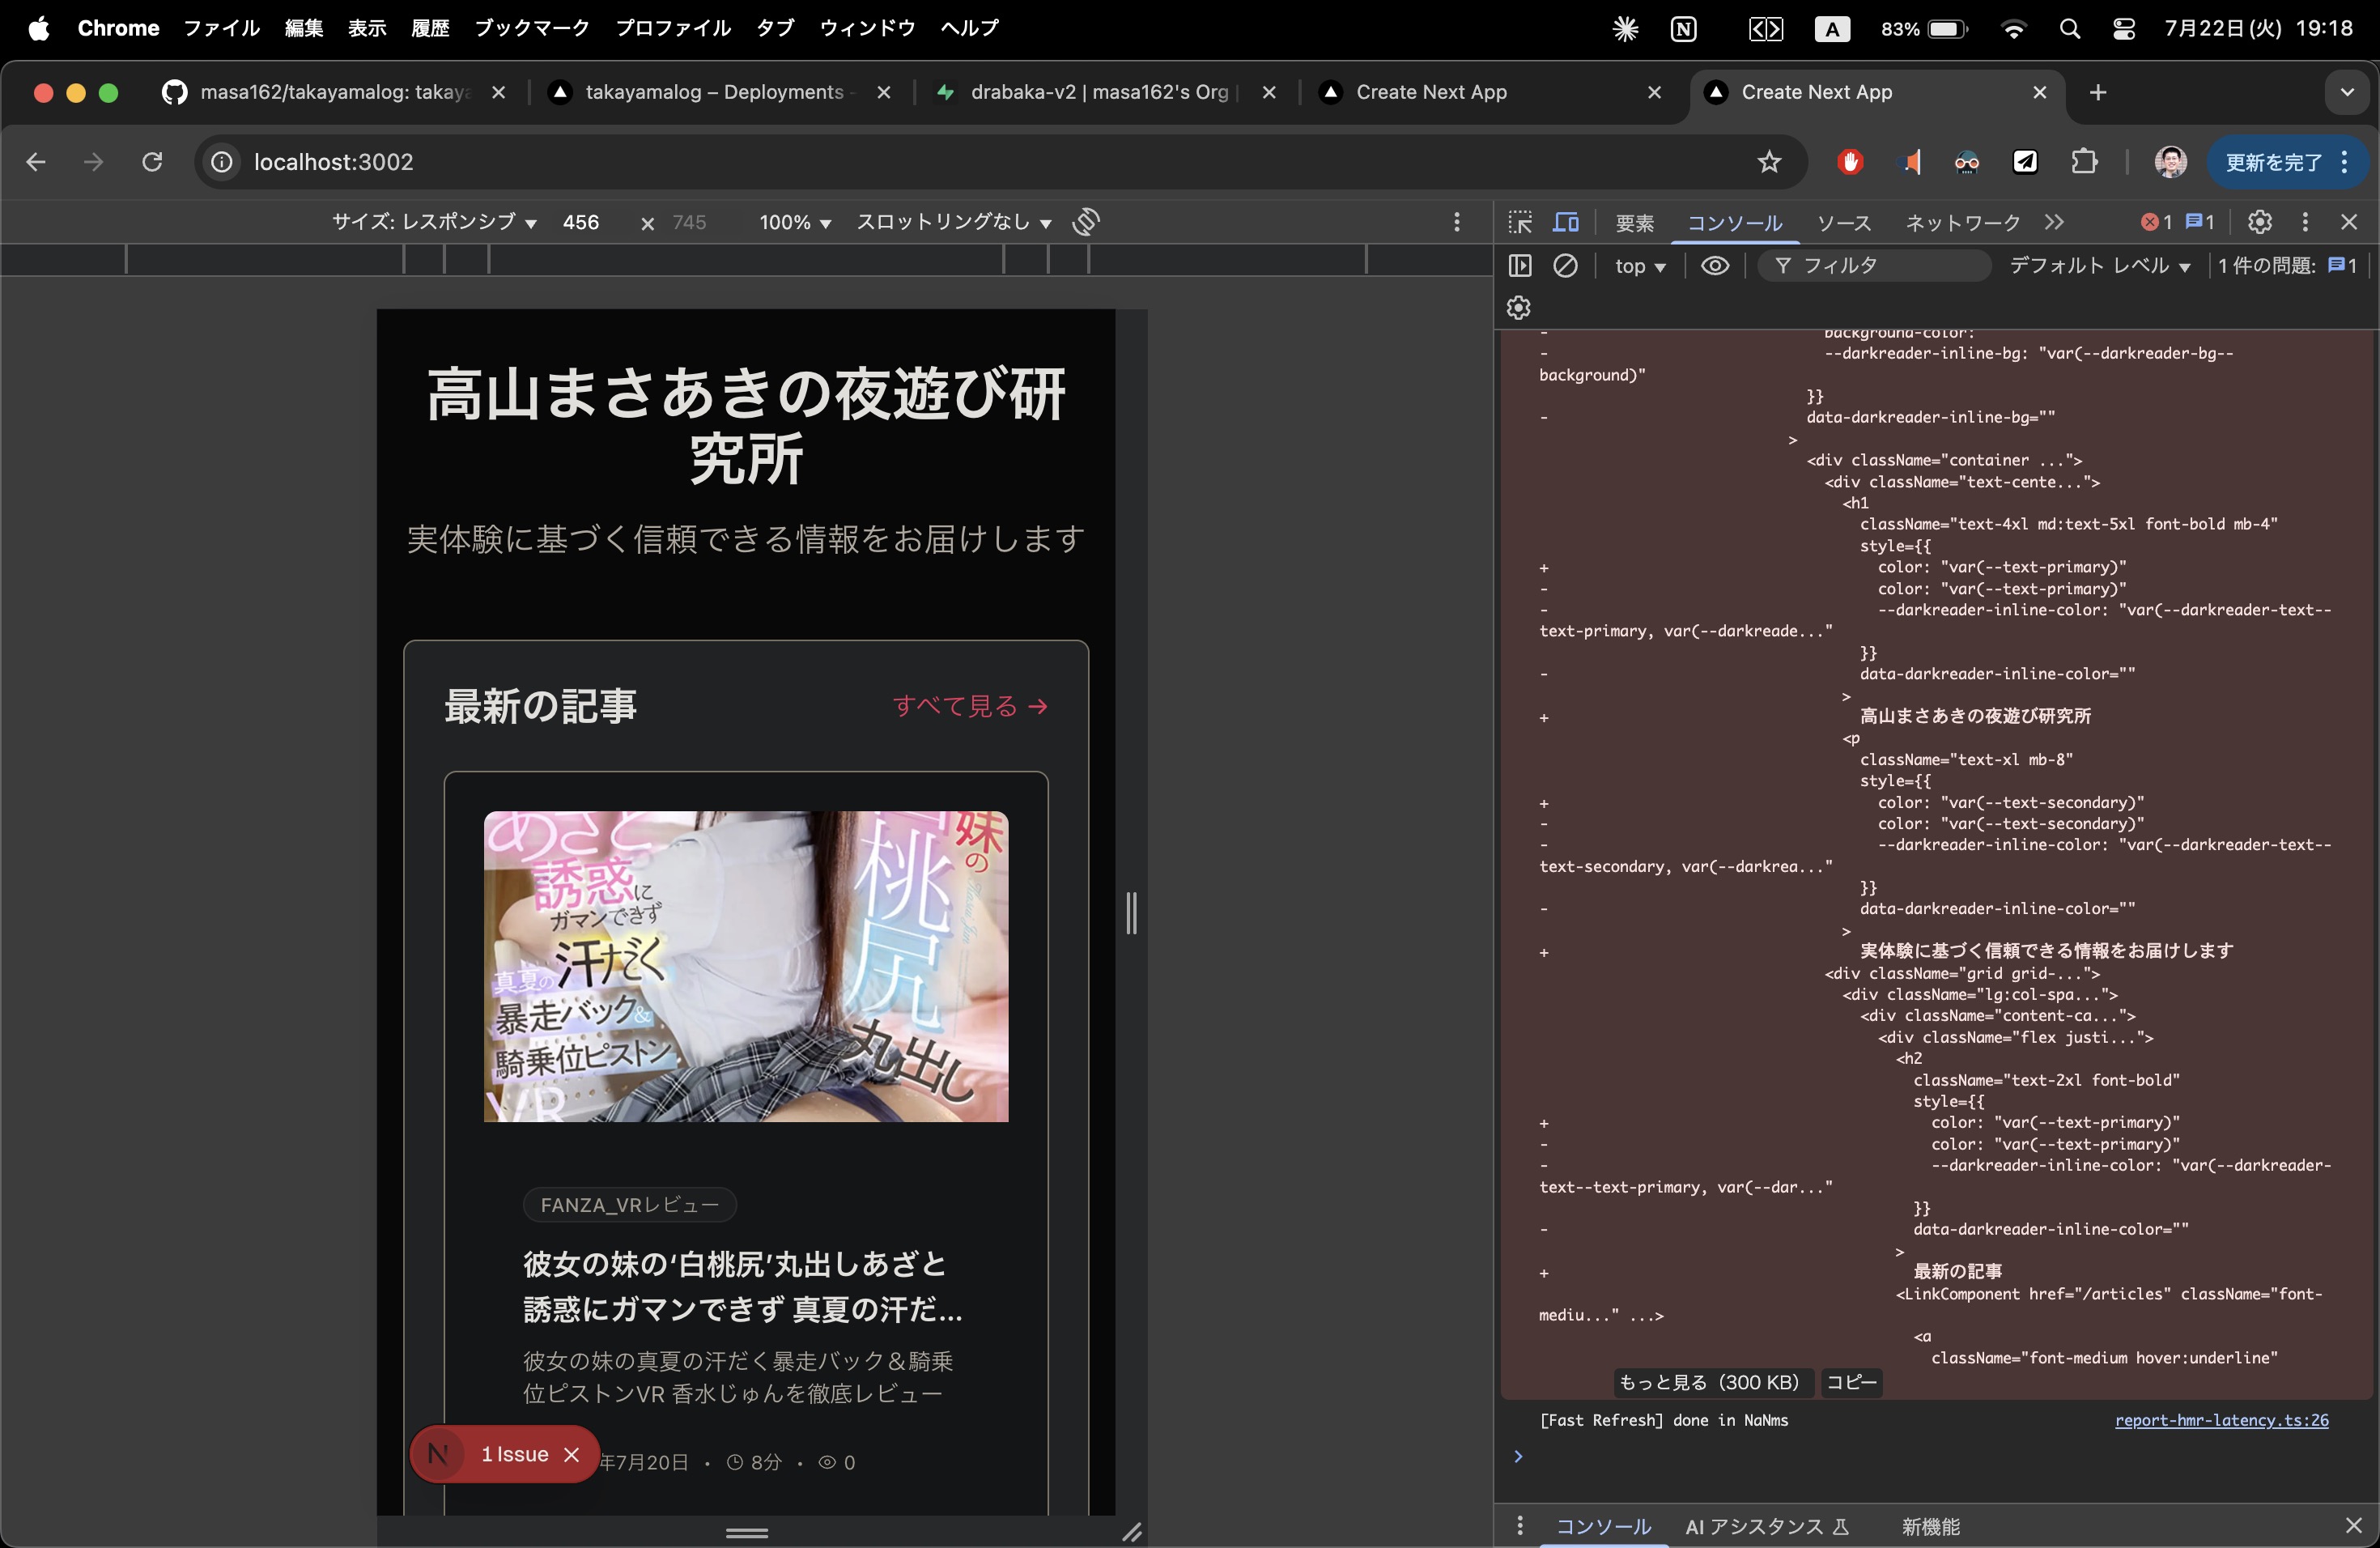 Chrome ファイル 編集 表示 履歴 ブックマーク プロファイル タブ ウィンドウ ヘルプ
A 83% 7月22日(火) 19:18
masa162/takayamalog: takaya
takayamalog – Deployments -
drabaka-v2 | masa162's Org |
Create Next App
Create Next App
localhost:3002
更新を完了
サイズ: レスポンシブ ▼ 456 × 745 100% ▼ スロットリングなし ▼
要素 コンソール ソース ネットワーク 1 1
top ▼ フィルタ デフォルト レベル ▼ 1 件の問題: 1
高山まさあきの夜遊び研
究所
実体験に基づく信頼できる情報をお届けします
最新の記事
すべて見る →
あざと
誘惑に
ガマンできず
汗だく
真夏の
暴走バック&
騎乗位ピストン
VR
妹の
桃尻
丸出し
FANZA_VRレビュー
彼女の妹の‘白桃尻’丸出しあざと
誘惑にガマンできず 真夏の汗だ...
彼女の妹の真夏の汗だく暴走バック＆騎乗
位ピストンVR 香水じゅんを徹底レビュー
年7月20日 • 8分 • 0
N 1 Issue ×
- background-color:
- --darkreader-inline-bg: "var(--darkreader-bg--
background)"
}}
- data-darkreader-inline-bg=""
>
<div className="container ...">
<div className="text-cente...">
<h1
className="text-4xl md:text-5xl font-bold mb-4"
style={{
+ color: "var(--text-primary)"
- color: "var(--text-primary)"
- --darkreader-inline-color: "var(--darkreader-text--
text-primary, var(--darkreade..."
}}
- data-darkreader-inline-color=""
>
+ 高山まさあきの夜遊び研究所
<p
className="text-xl mb-8"
style={{
+ color: "var(--text-secondary)"
- color: "var(--text-secondary)"
- --darkreader-inline-color: "var(--darkreader-text--
text-secondary, var(--darkrea..."
}}
- data-darkreader-inline-color=""
>
+ 実体験に基づく信頼できる情報をお届けします
<div className="grid grid-...">
<div className="lg:col-spa...">
<div className="content-ca...">
<div className="flex justi...">
<h2
className="text-2xl font-bold"
style={{
+ color: "var(--text-primary)"
- color: "var(--text-primary)"
- --darkreader-inline-color: "var(--darkreader-
text--text-primary, var(--dar..."
}}
- data-darkreader-inline-color=""
>
+ 最新の記事
<LinkComponent href="/articles" className="font-
mediu..." ...>
<a
className="font-medium hover:underline"
もっと見る（300 KB） コピー
[Fast Refresh] done in NaNms report-hmr-latency.ts:26
コンソール AI アシスタンス 新機能